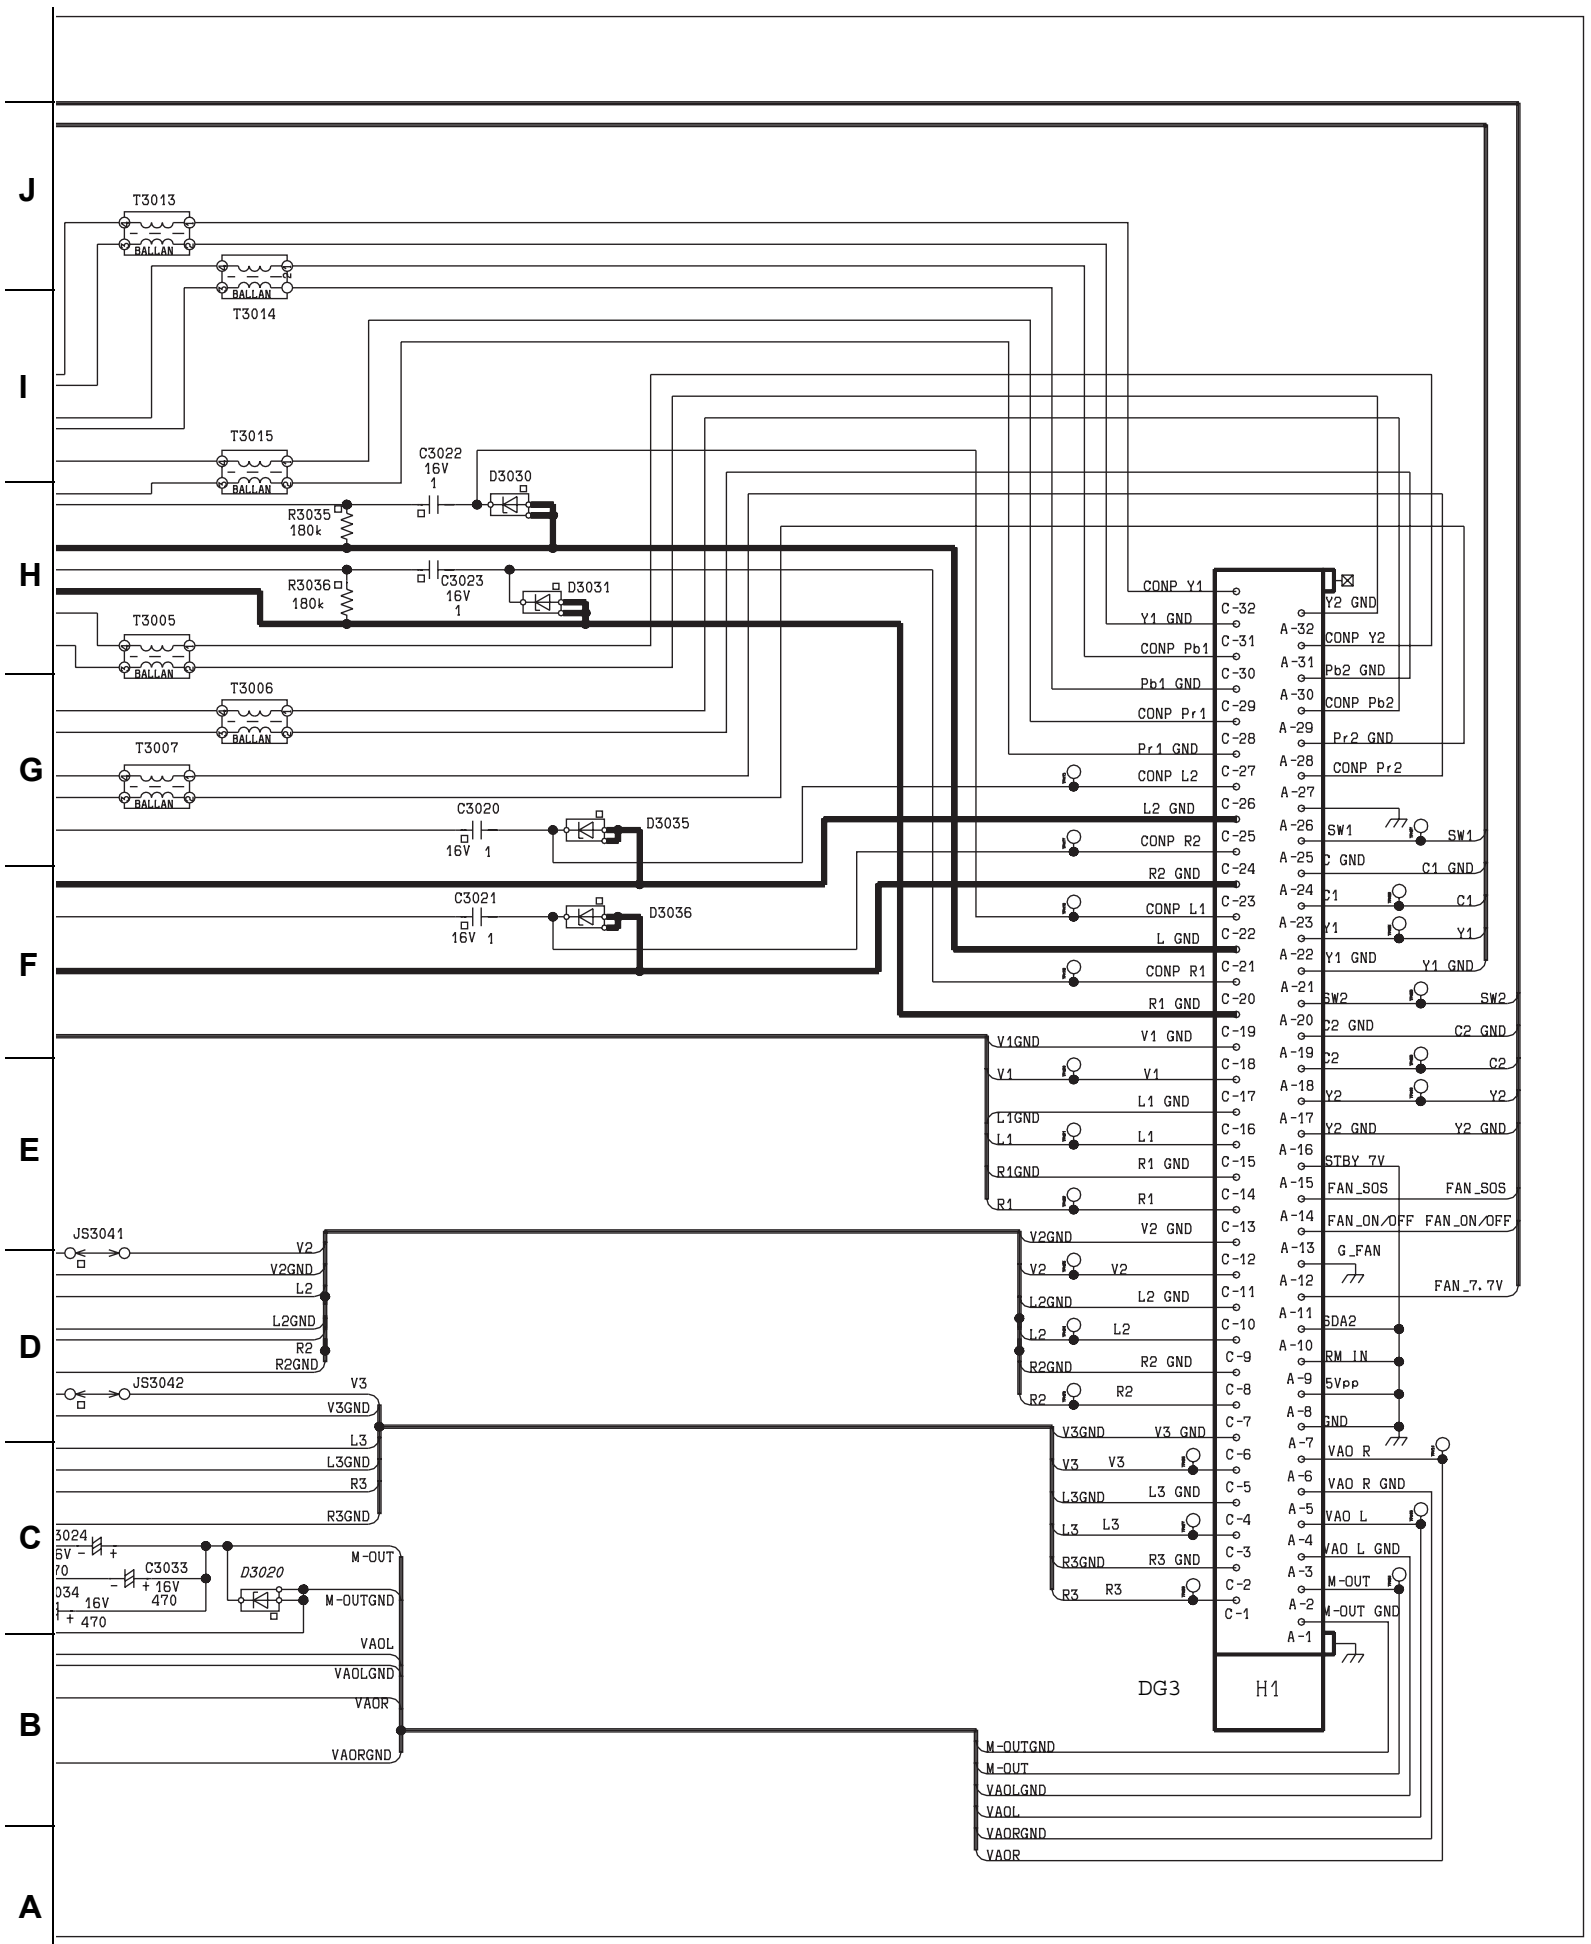 J
T3013
BALLAN
BALLAN
T3014
I
T3015
BALLAN
C3022
16V
1
D3030
R3035
180k
H
R3036
180k
C3023
16V
1
D3031
T3005
BALLAN
T3006
BALLAN
T3007
BALLAN
G
C3020
16V 1
D3035
C3021
16V 1
D3036
F
E
D
C
B
A
CONP Y1
Y1 GND
CONP Pb1
Pb1 GND
CONP Pr1
Pr1 GND
CONP L2
L2 GND
CONP R2
R2 GND
CONP L1
L GND
CONP R1
R1 GND
V1GND V1 GND
V1 V1
L1GND L1 GND
L1 L1
R1GND R1 GND
R1 R1
V2GND V2 GND
V2 V2
L2GND L2 GND
L2 L2
R2GND R2 GND
R2 R2
V3GND V3 GND
V3 V3
L3GND L3 GND
L3 L3
R3GND R3 GND
R3 R3
C-32
C-31
C-30
C-29
C-28
C-27
C-26
C-25
C-24
C-23
C-22
C-21
C-20
C-19
C-18
C-17
C-16
C-15
C-14
C-13
C-12
C-11
C-10
C-9
C-8
C-7
C-6
C-5
C-4
C-3
C-2
C-1
A-32
A-31
A-30
A-29
A-28
A-27
A-26
A-25
A-24
A-23
A-22
A-21
A-20
A-19
A-18
A-17
A-16
A-15
A-14
A-13
A-12
A-11
A-10
A-9
A-8
A-7
A-6
A-5
A-4
A-3
A-2
A-1
Y2 GND
CONP Y2
Pb2 GND
CONP Pb2
Pr2 GND
CONP Pr2
SW1 SW1
C GND C1 GND
C1 C1
Y1 Y1
Y1 GND Y1 GND
SW2 SW2
C2 GND C2 GND
C2 C2
Y2 Y2
Y2 GND Y2 GND
STBY 7V
FAN_SOS FAN_SOS
FAN_ON/OFF FAN_ON/OFF
G_FAN
FAN_7.7V
SDA2
RM IN
5Vpp
GND
VAO R
VAO R GND
VAO L
VAO L GND
M-OUT
M-OUT GND
DG3 H1
JS3041
V2
V2GND
L2
L2GND
R2
R2GND
JS3042
V3
V3GND
L3
L3GND
R3
R3GND
3024
6V - +
70
C3033
- + 16V
470
034
+ 16V
470
D3020
M-OUT
M-OUTGND
VAOL
VAOLGND
VAOR
VAORGND
M-OUTGND
M-OUT
VAOLGND
VAOL
VAORGND
VAOR